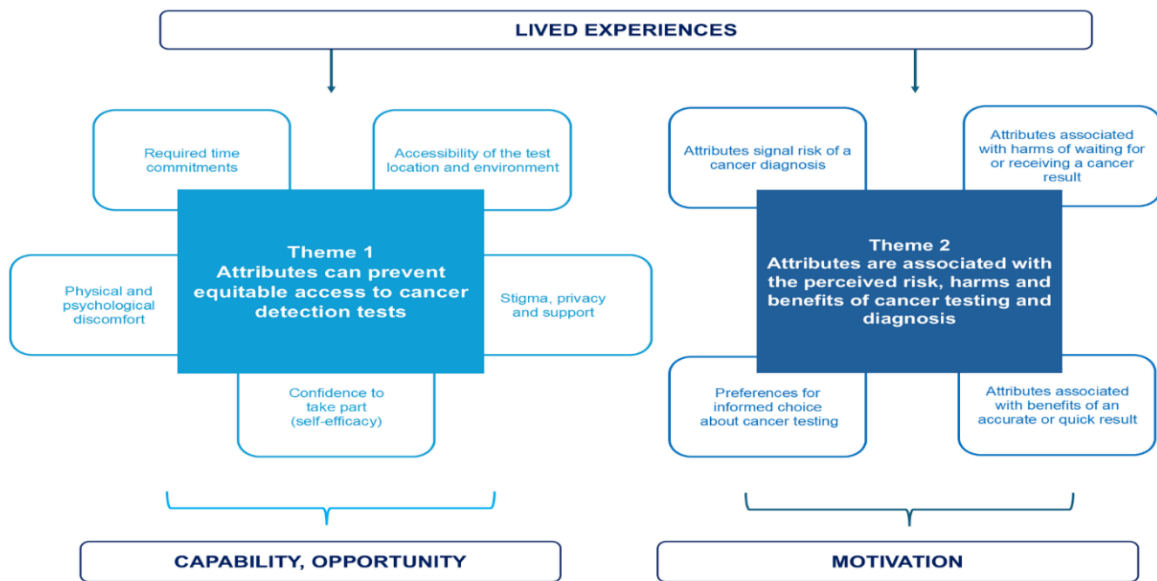 LIVED EXPERIENCES
Required time
commitments
Accessibility of the test
location and environment
Theme 1
Attributes can prevent
equitable access to cancer
detection tests
Physical and
psychological
discomfort
Stigma, privacy
and support
Confidence to
take part
(self-efficacy)
CAPABILITY, OPPORTUNITY
Attributes signal risk of a
cancer diagnosis
Attributes associated
with harms of waiting for
or receiving a cancer
result
Theme 2
Attributes are associated with
the perceived risk, harms and
benefits of cancer testing and
diagnosis
Preferences for
informed choice
about cancer testing
Attributes associated
with benefits of an
accurate or quick result
MOTIVATION